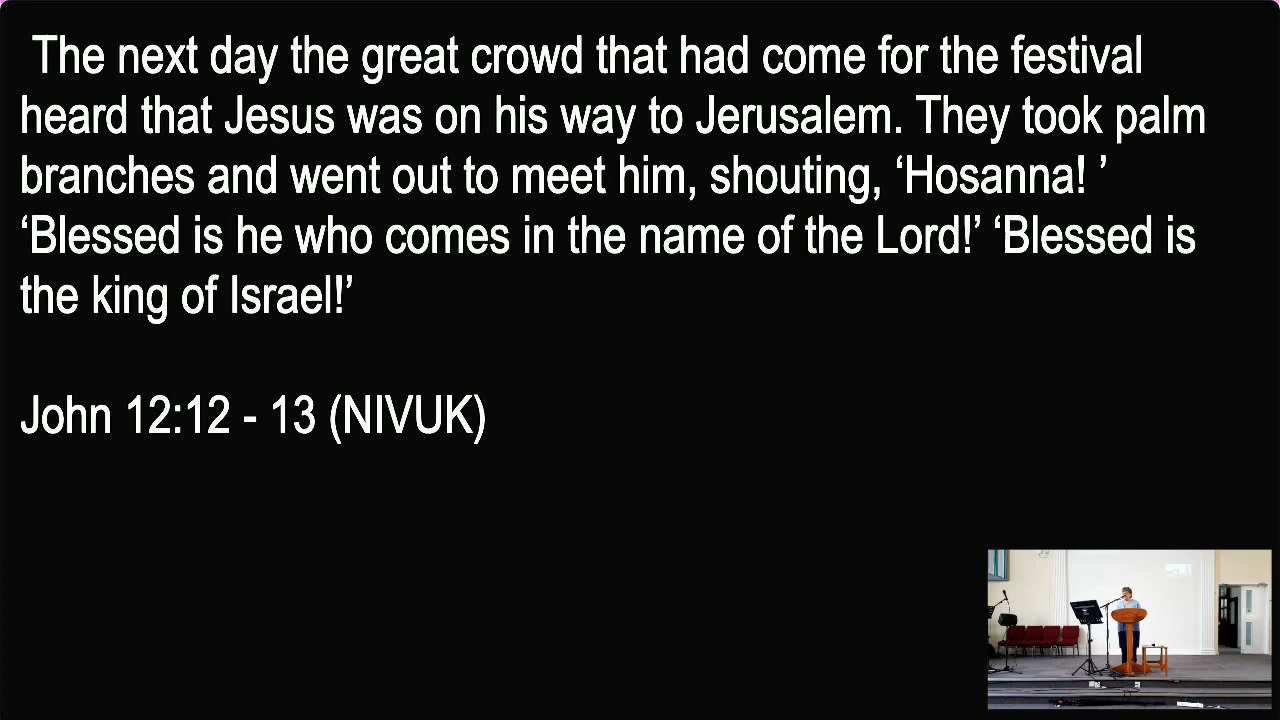 The next day the great crowd that had come for the festival
heard that Jesus was on his way to Jerusalem. They took palm
branches and went out to meet him, shouting, ‘Hosanna! ’
‘Blessed is he who comes in the name of the Lord!’ ‘Blessed is
the king of Israel!’
John 12:12 - 13 (NIVUK)